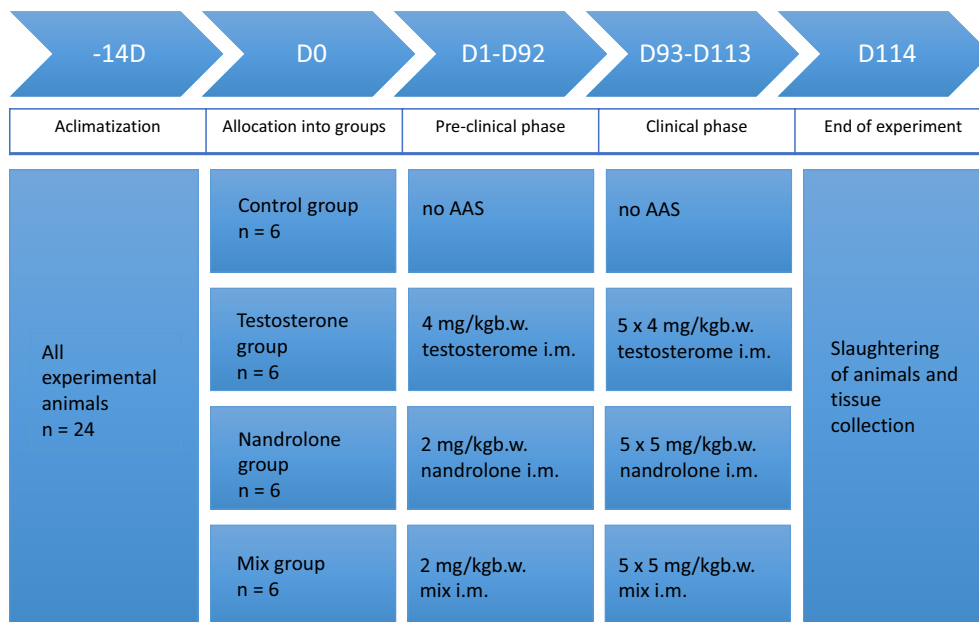 -14D
D0
D1-D92
D93-D113
D114
Aclimatization
Allocation into groups
Pre-clinical phase
Clinical phase
End of experiment
All
experimental
animals
n = 24
Control group
n = 6
no AAS
no AAS
Testosterone
group
n = 6
4 mg/kgb.w.
testosterome i.m.
5 x 4 mg/kgb.w.
testosterome i.m.
Nandrolone
group
n = 6
2 mg/kgb.w.
nandrolone i.m.
5 x 5 mg/kgb.w.
nandrolone i.m.
Mix group
n = 6
2 mg/kgb.w.
mix i.m.
5 x 5 mg/kgb.w.
mix i.m.
Slaughtering
of animals and
tissue
collection